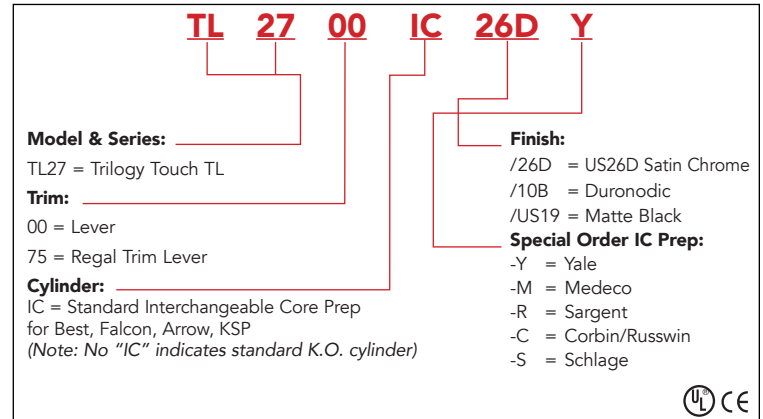 TL 27 00 IC 26D Y
Model & Series:
TL27 = Trilogy Touch TL
Trim:
00 = Lever
75 = Regal Trim Lever
Cylinder:
IC = Standard Interchangeable Core Prep
for Best, Falcon, Arrow, KSP
(Note: No “IC” indicates standard K.O. cylinder)
Finish:
/26D = US26D Satin Chrome
/10B = Duronodic
/US19 = Matte Black
Special Order IC Prep:
-Y = Yale
-M = Medeco
-R = Sargent
-C = Corbin/Russwin
-S = Schlage
UL® CE